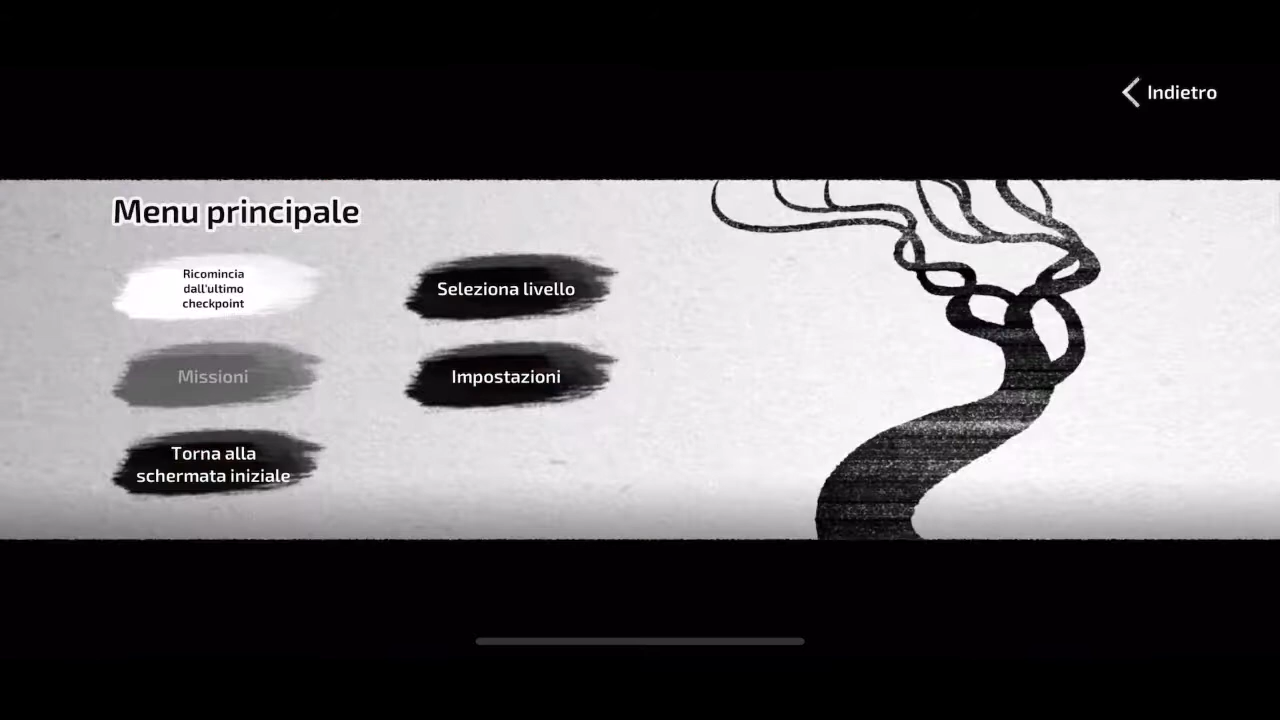 Indietro
Menu principale
Ricomincia
dall'ultimo
checkpoint
Seleziona livello
Missioni
Impostazioni
Torna alla
schermata iniziale